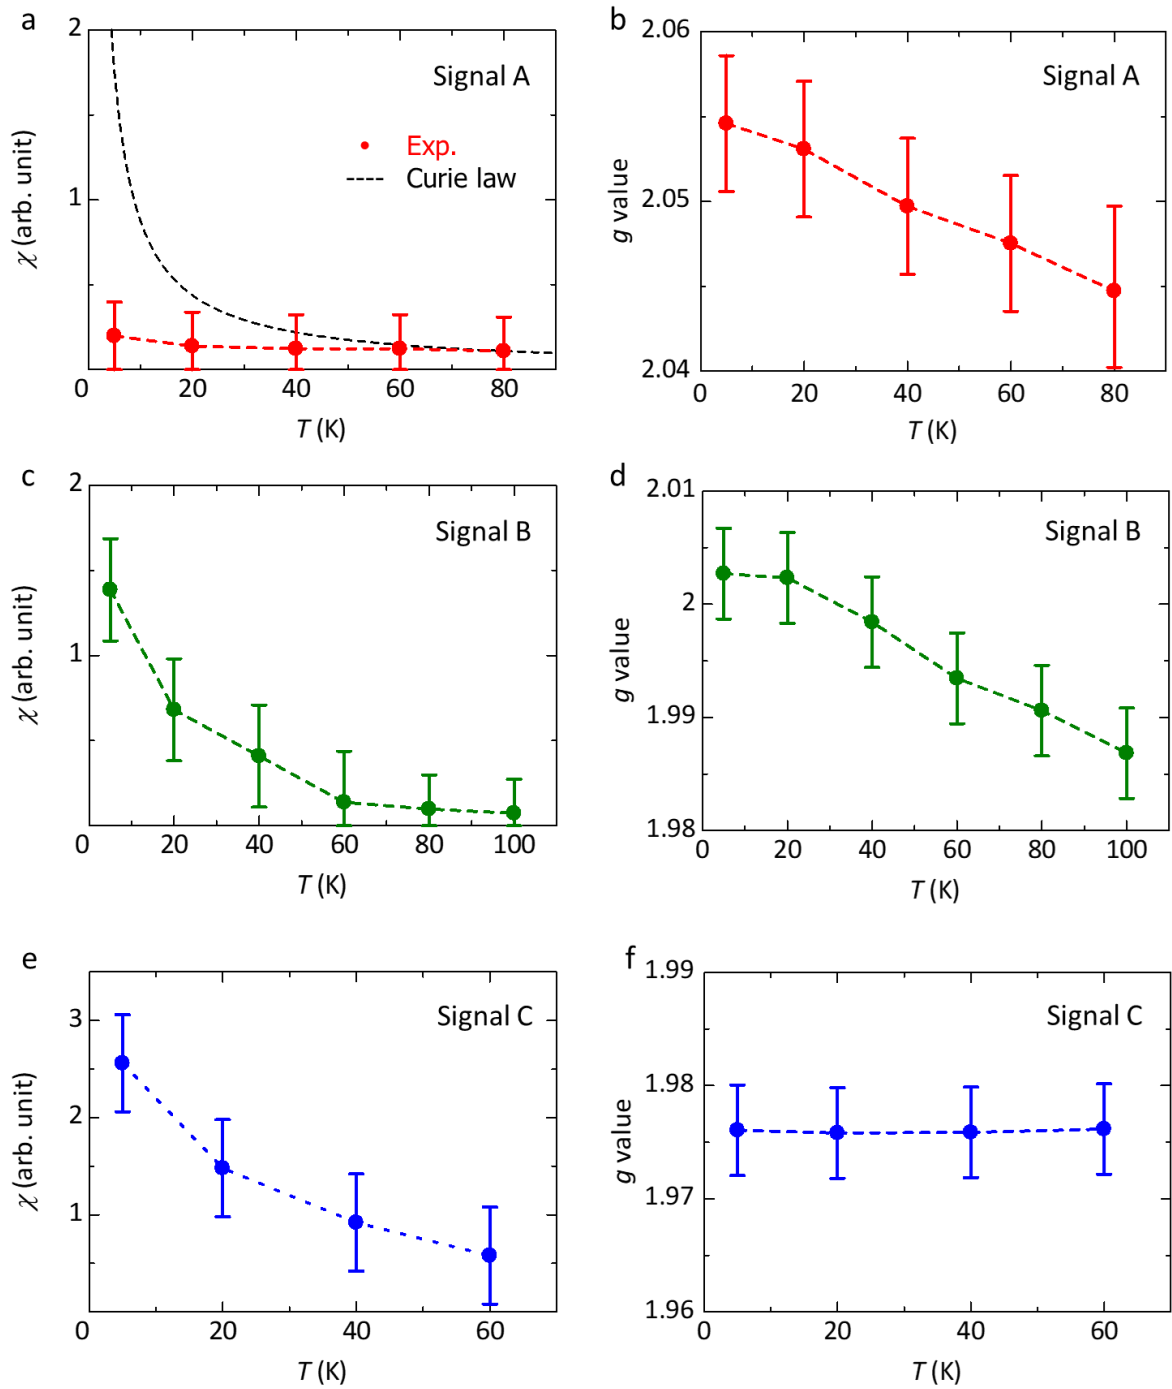 a
2
Signal A
Exp.
Curie law
1
χ (arb. unit)
0 20 40 60 80
T (K)
b
2.06
Signal A
2.05
g value
2.04
0 20 40 60 80
T (K)
c
2
Signal B
1
χ (arb. unit)
0 20 40 60 80 100
T (K)
d
2.01
Signal B
2
g value
1.99
1.98
0 20 40 60 80 100
T (K)
e
3
Signal C
2
χ (arb. unit)
1
0 20 40 60
T (K)
f
1.99
Signal C
1.98
g value
1.97
1.96
0 20 40 60
T (K)